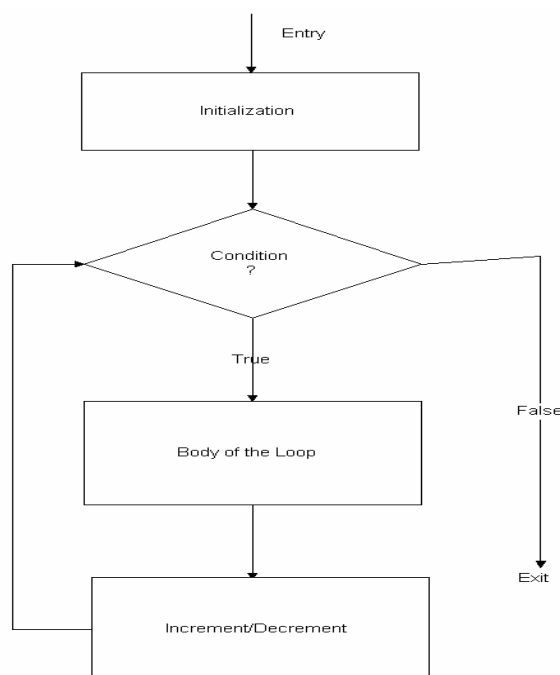 Entry
Initialization
Condition
?
True
False
Body of the Loop
Exit
Increment/Decrement